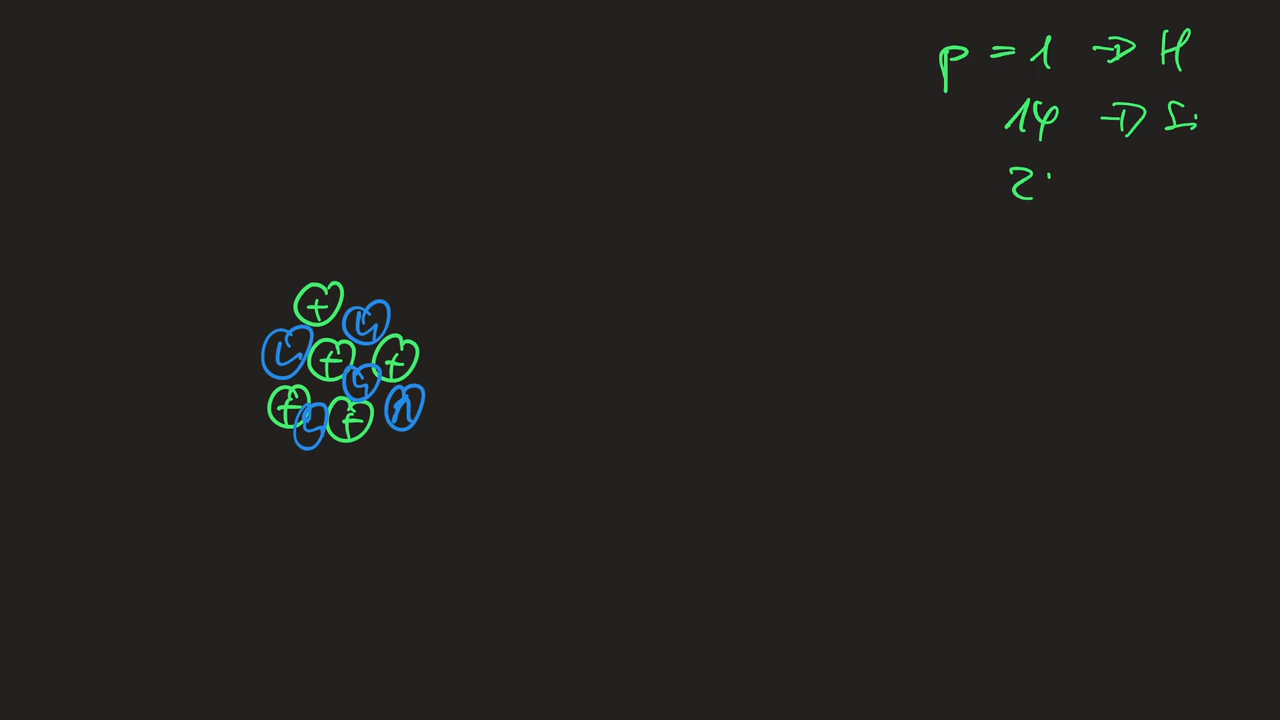 p = 1 → H
14 → Si
2
+
n
n + +
n
+ n + n